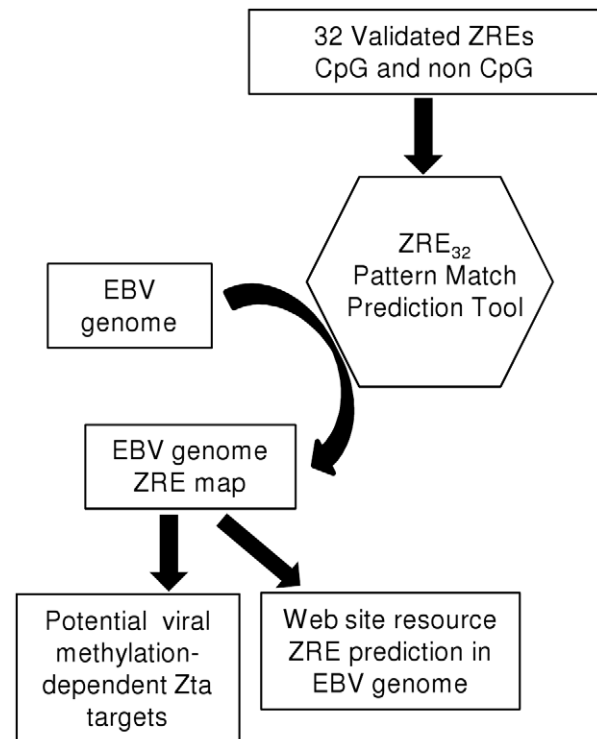 32 Validated ZREs
CpG and non CpG
ZRE₃₂
Pattern Match
Prediction Tool
EBV
genome
EBV genome
ZRE map
Potential viral
methylation-
dependent Zta
targets
Web site resource
ZRE prediction in
EBV genome